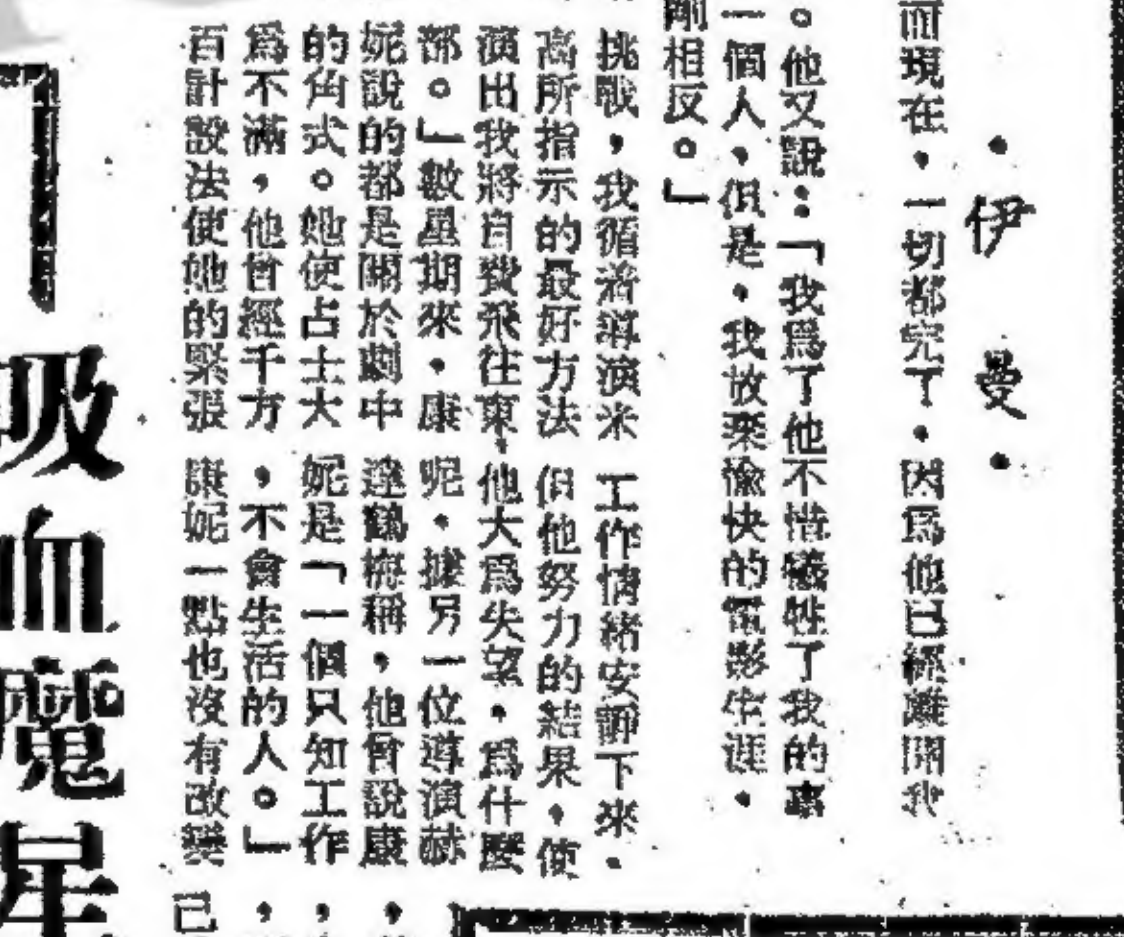 ・伊曼・
而現在，一切都完了，因爲他已經離開我
。他又說：「我爲了他不惜犧牲了我的事
一個人，但是，我放棄愉快的電影生涯，
剛相反。」
挑戰，我循着導演米
高所指示的最好方法
演出我將自費飛往東
部。」數星期來，康
妮說的都是關於劇中
的角式。她使占士大
爲不滿，他曾經千方
百計設法使她的緊張
工作情緒安靜下來，
但他努力的結果，使
他大爲失望，爲什麼
呢，據另一位導演赫
達鶴梅稱，他曾說康
妮是「一個只知工作
，不會生活的人。」
康妮一點也沒有改變
，
，
，
己
「吸血魔星